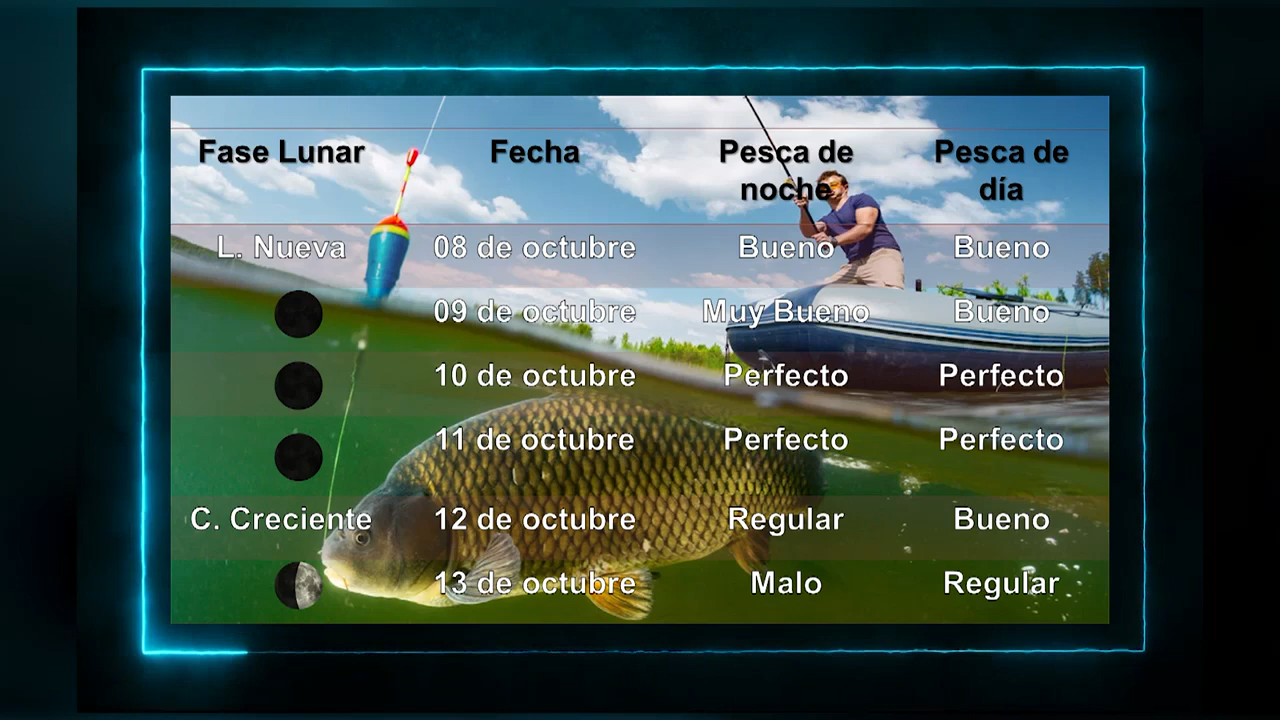 Fase Lunar Fecha Pesca de noche Pesca de día
L. Nueva 08 de octubre Bueno Bueno
09 de octubre Muy Bueno Bueno
10 de octubre Perfecto Perfecto
11 de octubre Perfecto Perfecto
C. Creciente 12 de octubre Regular Bueno
13 de octubre Malo Regular